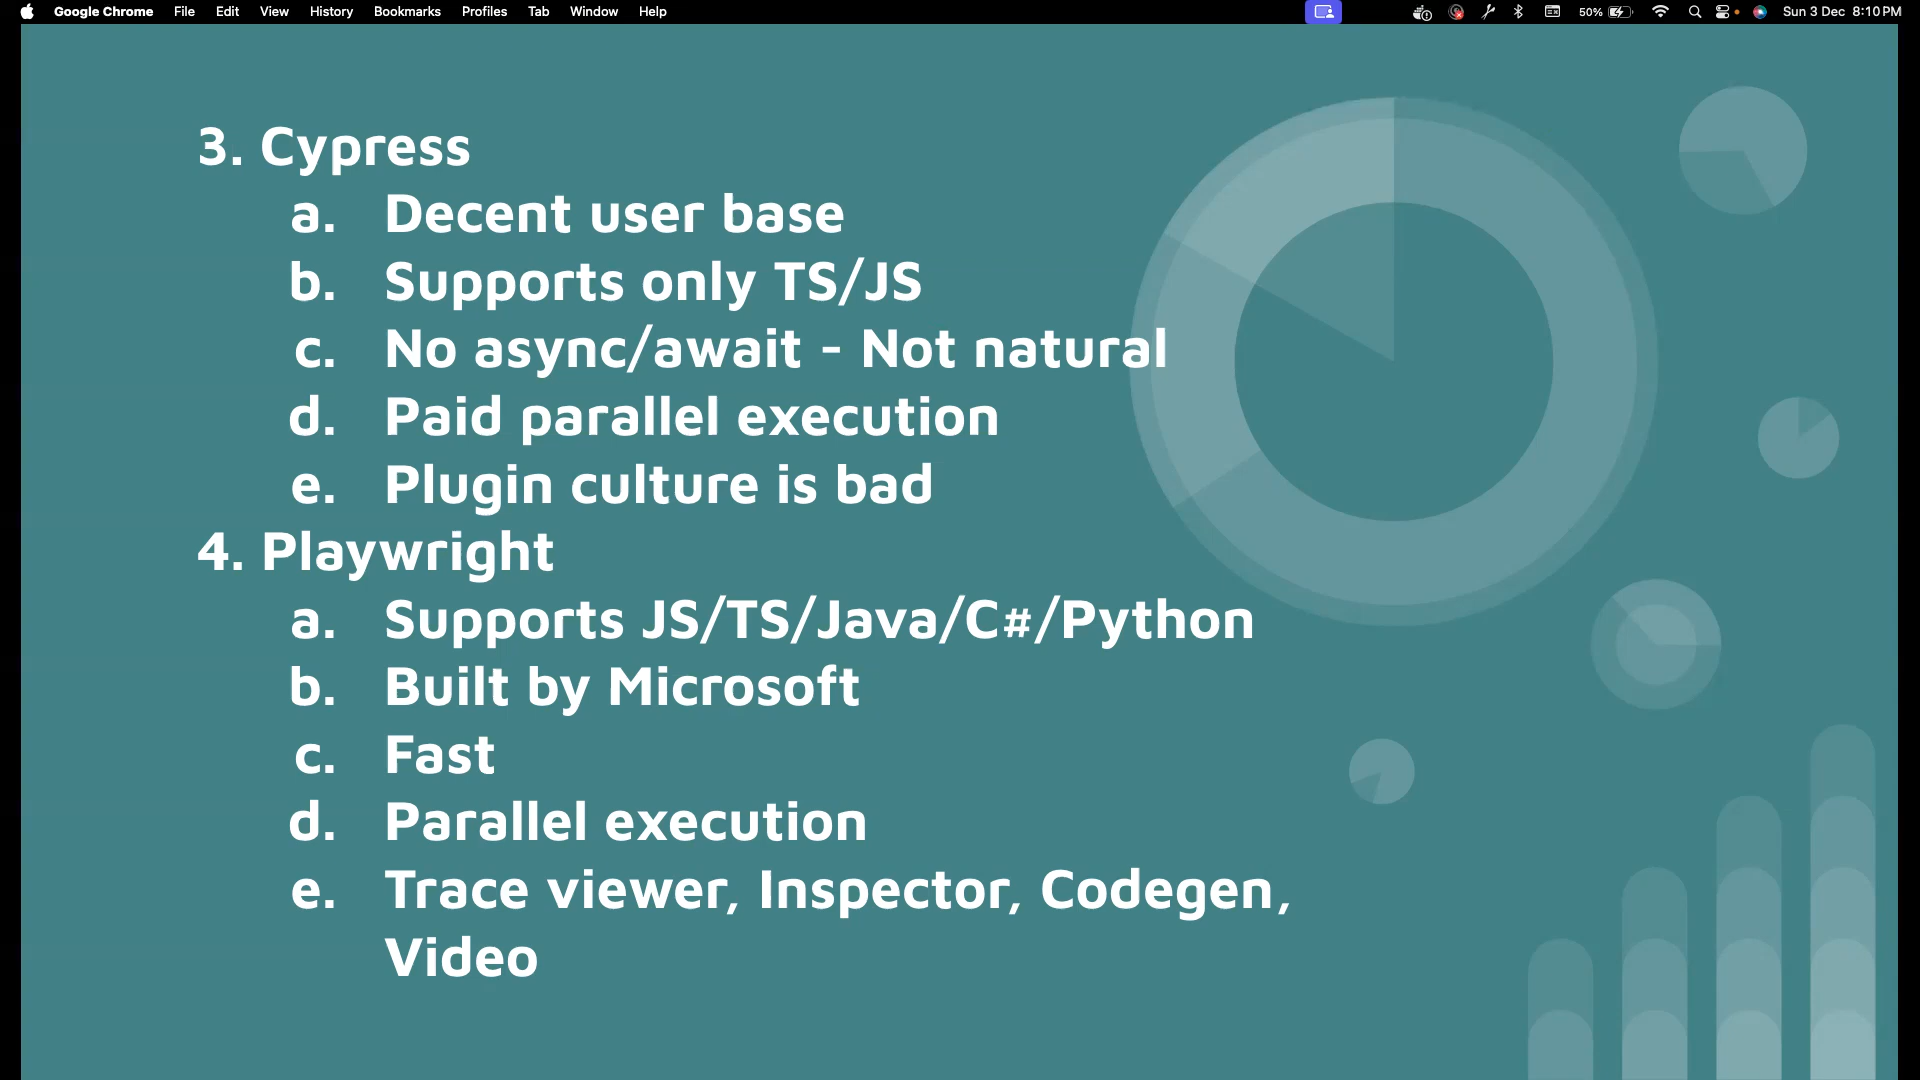 Google Chrome File Edit View History Bookmarks Profiles Tab Window Help 50% Sun 3 Dec 8:10 PM
3. Cypress
a. Decent user base
b. Supports only TS/JS
c. No async/await - Not natural
d. Paid parallel execution
e. Plugin culture is bad
4. Playwright
a. Supports JS/TS/Java/C#/Python
b. Built by Microsoft
c. Fast
d. Parallel execution
e. Trace viewer, Inspector, Codegen,
Video